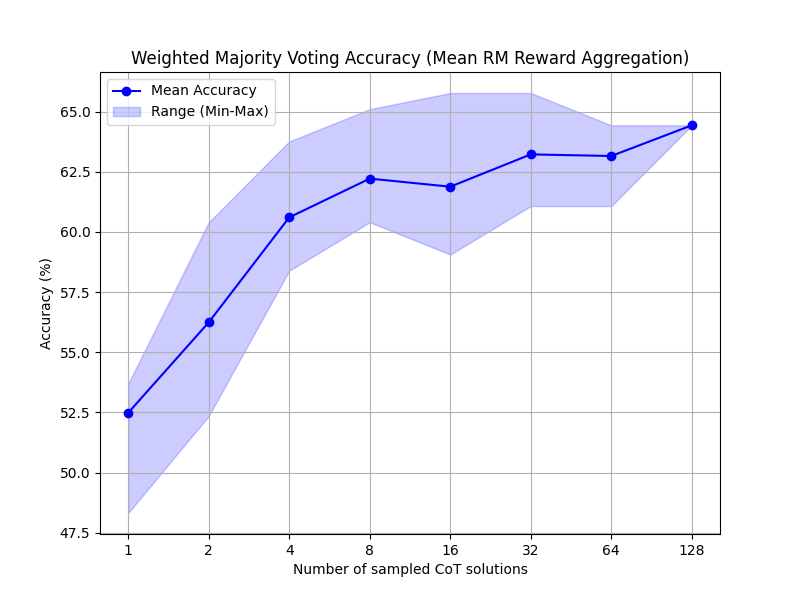 Weighted Majority Voting Accuracy (Mean RM Reward Aggregation)
Mean Accuracy
Range (Min-Max)
65.0
62.5
60.0
57.5
55.0
52.5
50.0
47.5
Accuracy (%)
1 2 4 8 16 32 64 128
Number of sampled CoT solutions